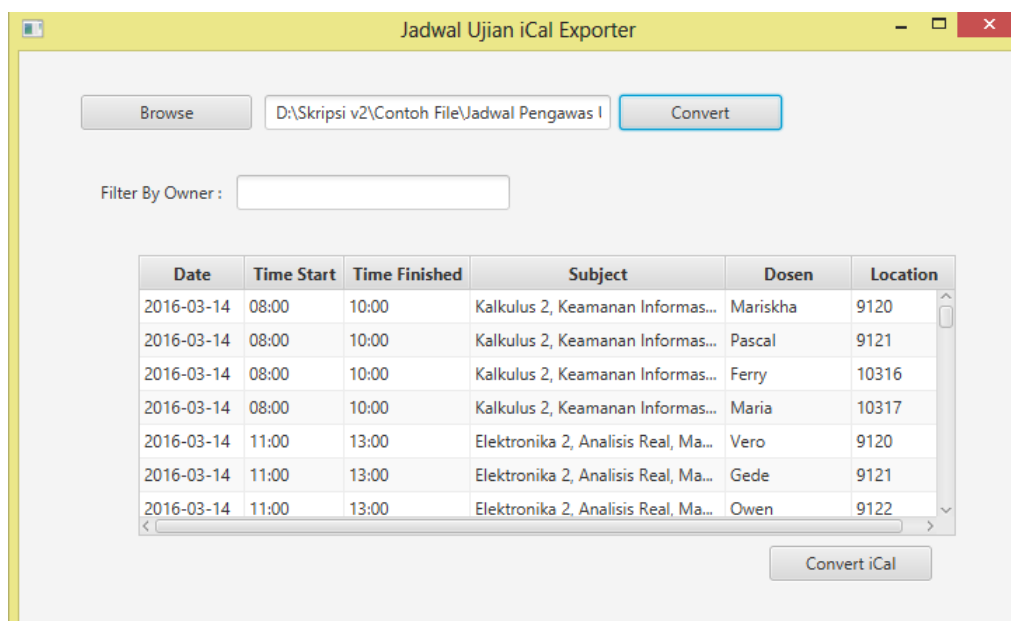 Jadwal Ujian iCal Exporter
Browse D:\Skripsi v2\Contoh File\Jadwal Pengawas Convert
Filter By Owner :
Date Time Start Time Finished Subject Dosen Location
2016-03-14 08:00 10:00 Kalkulus 2, Keamanan Informas... Mariskha 9120
2016-03-14 08:00 10:00 Kalkulus 2, Keamanan Informas... Pascal 9121
2016-03-14 08:00 10:00 Kalkulus 2, Keamanan Informas... Ferry 10316
2016-03-14 08:00 10:00 Kalkulus 2, Keamanan Informas... Maria 10317
2016-03-14 11:00 13:00 Elektronika 2, Analisis Real, Ma... Vero 9120
2016-03-14 11:00 13:00 Elektronika 2, Analisis Real, Ma... Gede 9121
2016-03-14 11:00 13:00 Elektronika 2, Analisis Real, Ma... Owen 9122
Convert iCal